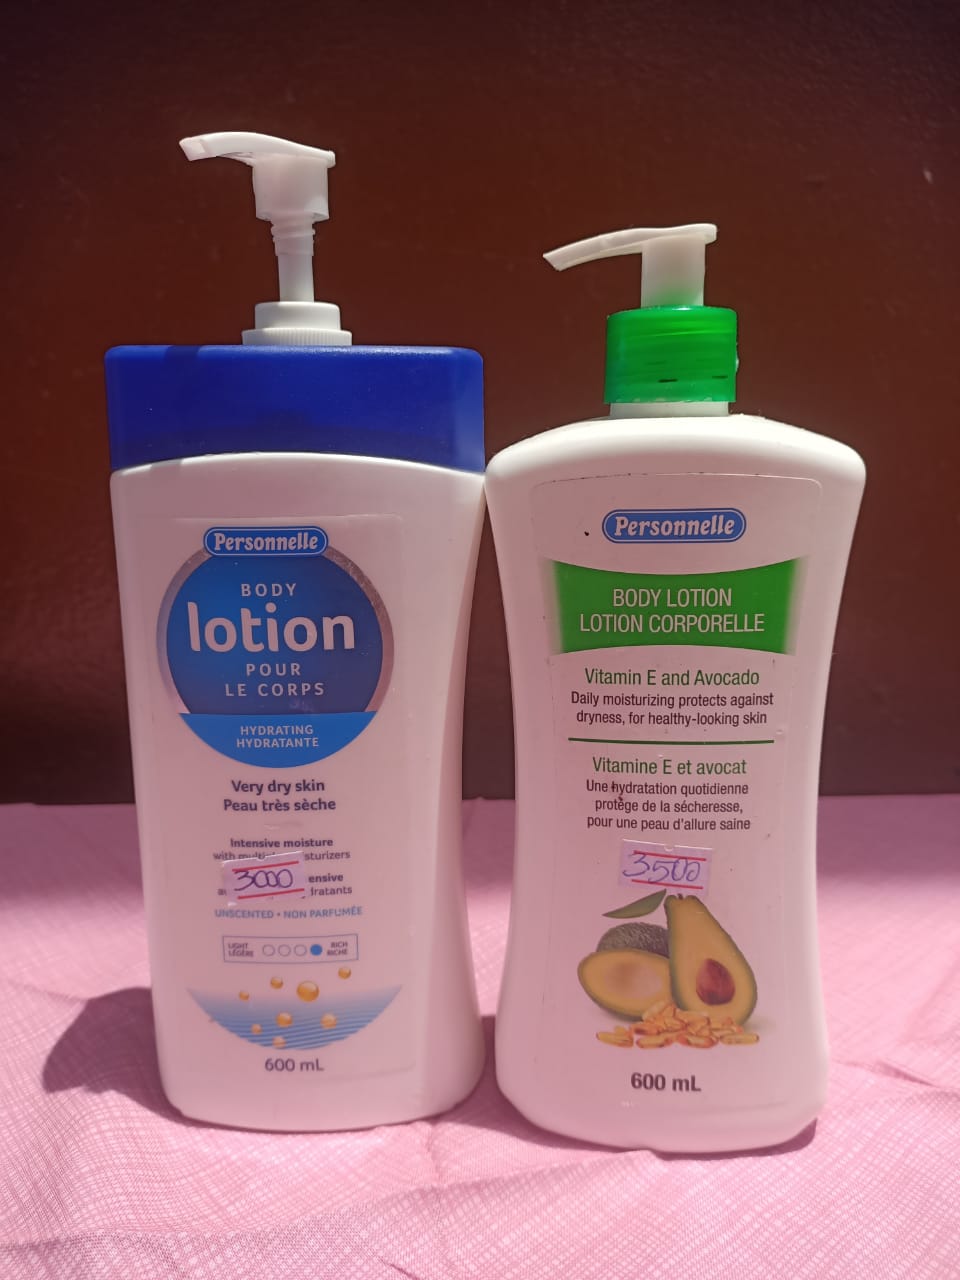 Personnelle
BODY
lotion
POUR
LE CORPS
HYDRATING
HYDRATANTE
Very dry skin
Peau très sèche
Intensive moisture
with
3000
ensive
UNSCENTED • NON PARFUMÉE
LIGHT
LÉGÈRE
RICH
RICHE
600 mL
Personnelle
BODY LOTION
LOTION CORPORELLE
Vitamin E and Avocado
Daily moisturizing protects against
dryness, for healthy-looking skin
Vitamine E et avocat
Une hydratation quotidienne
protège de la sécheresse,
pour une peau d'allure saine
3500
600 mL